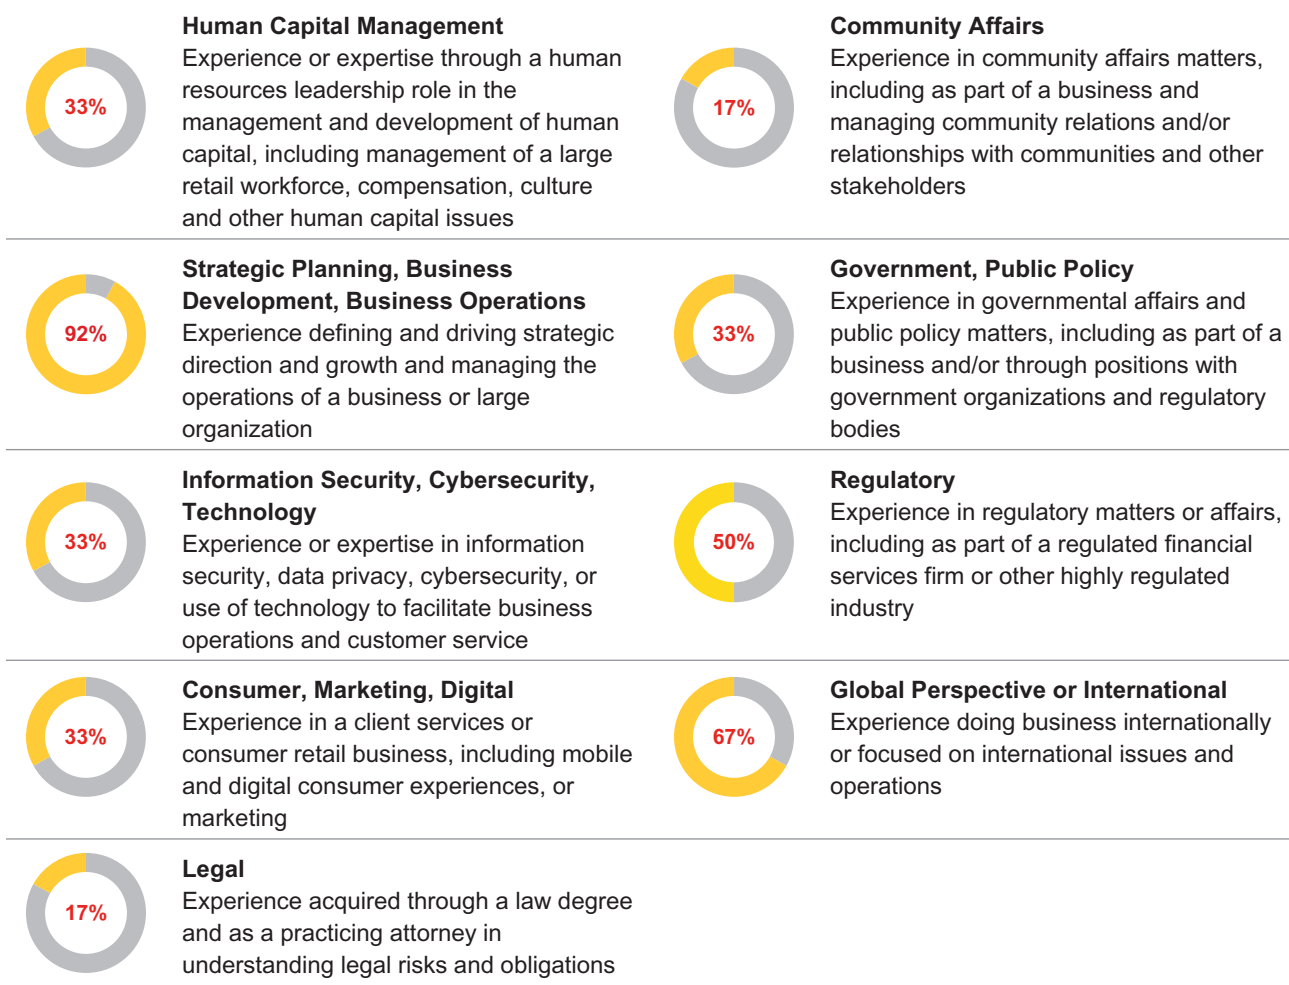 33%
Human Capital Management
Experience or expertise through a human
resources leadership role in the
management and development of human
capital, including management of a large
retail workforce, compensation, culture
and other human capital issues
17%
Community Affairs
Experience in community affairs matters,
including as part of a business and
managing community relations and/or
relationships with communities and other
stakeholders
92%
Strategic Planning, Business
Development, Business Operations
Experience defining and driving strategic
direction and growth and managing the
operations of a business or large
organization
33%
Government, Public Policy
Experience in governmental affairs and
public policy matters, including as part of a
business and/or through positions with
government organizations and regulatory
bodies
33%
Information Security, Cybersecurity,
Technology
Experience or expertise in information
security, data privacy, cybersecurity, or
use of technology to facilitate business
operations and customer service
50%
Regulatory
Experience in regulatory matters or affairs,
including as part of a regulated financial
services firm or other highly regulated
industry
33%
Consumer, Marketing, Digital
Experience in a client services or
consumer retail business, including mobile
and digital consumer experiences, or
marketing
67%
Global Perspective or International
Experience doing business internationally
or focused on international issues and
operations
17%
Legal
Experience acquired through a law degree
and as a practicing attorney in
understanding legal risks and obligations